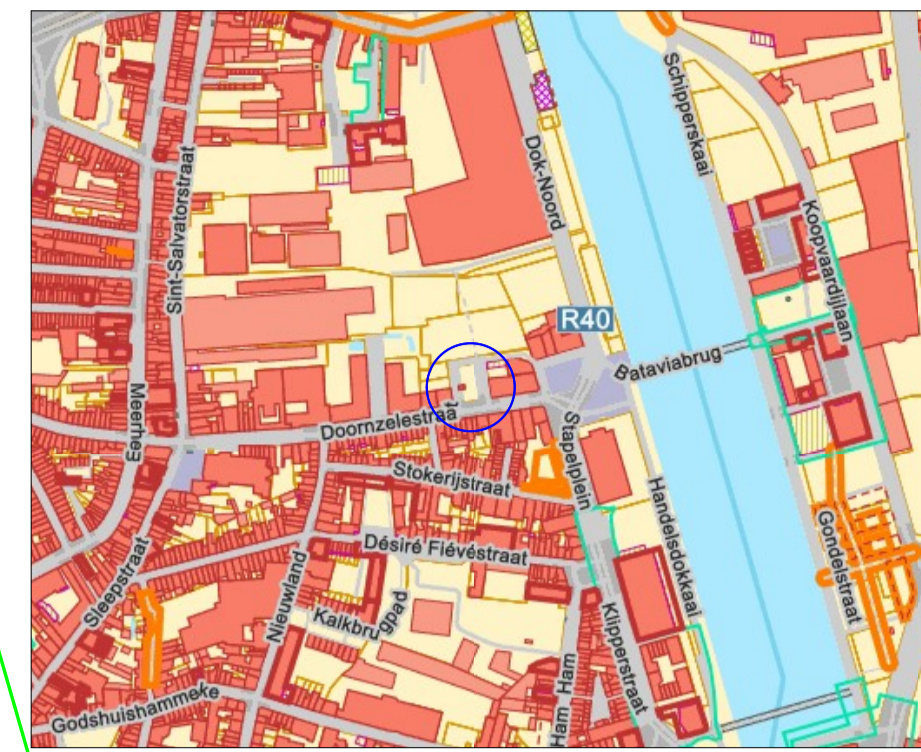 Schipperskaai
Dok-Noord
Sint-Salvatorstraat
Koopvaardijlaan
R40
Bataviabrug
Meerhem
Doornzelestraat
Stapelplein
Stokerijstraat
Handelsdokkaai
Gondelstraat
Désiré Fiévéstraat
Sleepstraat
Nieuwland
Kalkbrugpad
Klipperstraat
Ham Ham
Godshuishammeke